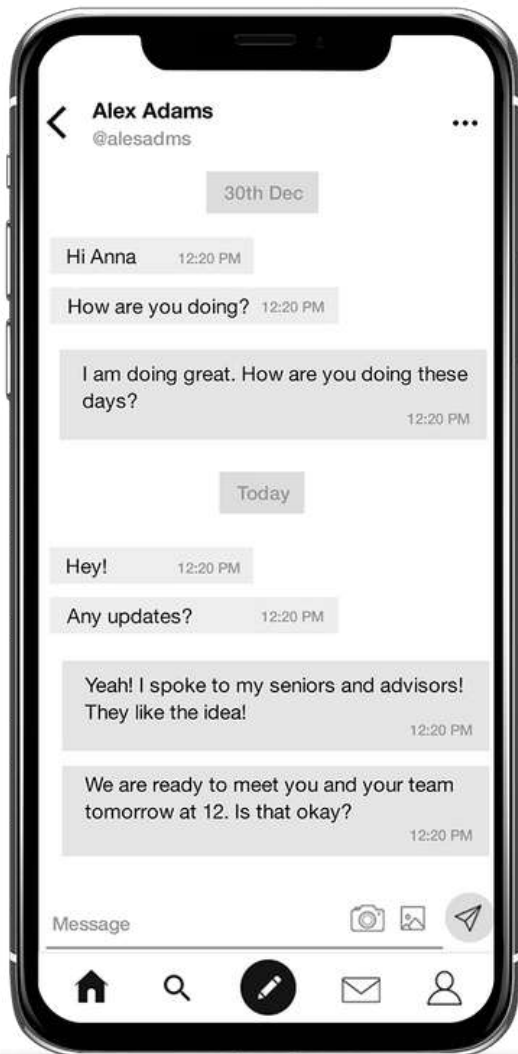 Alex Adams
@alesadms
30th Dec
Hi Anna 12:20 PM
How are you doing? 12:20 PM
I am doing great. How are you doing these
days?
12:20 PM
Today
Hey! 12:20 PM
Any updates? 12:20 PM
Yeah! I spoke to my seniors and advisors!
They like the idea!
12:20 PM
We are ready to meet you and your team
tomorrow at 12. Is that okay?
12:20 PM
Message